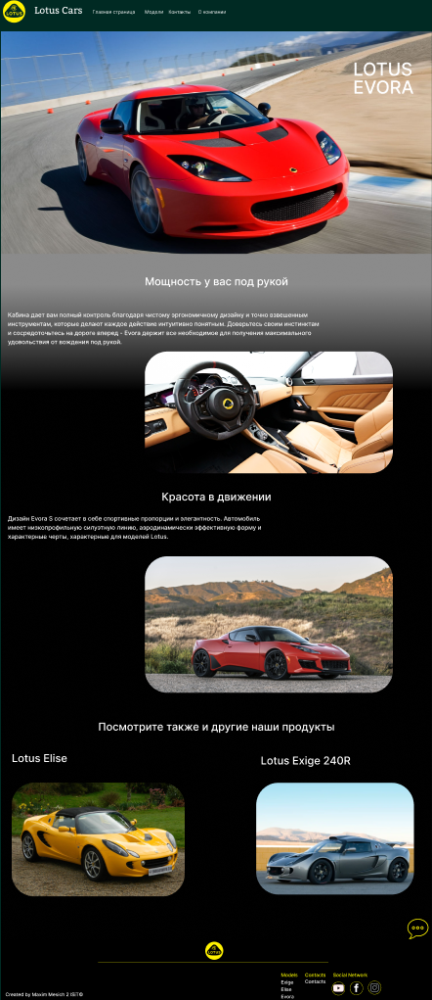 LOTUS
Lotus Cars
Главная страница Модели Контакты О компании
LOTUS
EVORA
Мощность у вас под рукой
Кабина дает вам полный контроль благодаря чистому эргономичному дизайну и точно взвешенным
инструментам, которые делают каждое действие интуитивно понятным. Доверьтесь своим инстинктам
и сосредоточьтесь на дороге вперед - Evora держит все необходимое для получения максимального
удовольствия от вождения под рукой.
Красота в движении
Дизайн Evora S сочетает в себе спортивные пропорции и элегантность. Автомобиль
имеет низкопрофильную силуэтную линию, аэродинамически эффективную форму и
характерные черты, характерные для моделей Lotus.
Посмотрите также и другие наши продукты
Lotus Elise
Lotus Exige 240R
LOTUS
Models Contacts Social Network
Exige Contacts
Elise
Evora
Created by Maxim Mesich 2 ISIT©